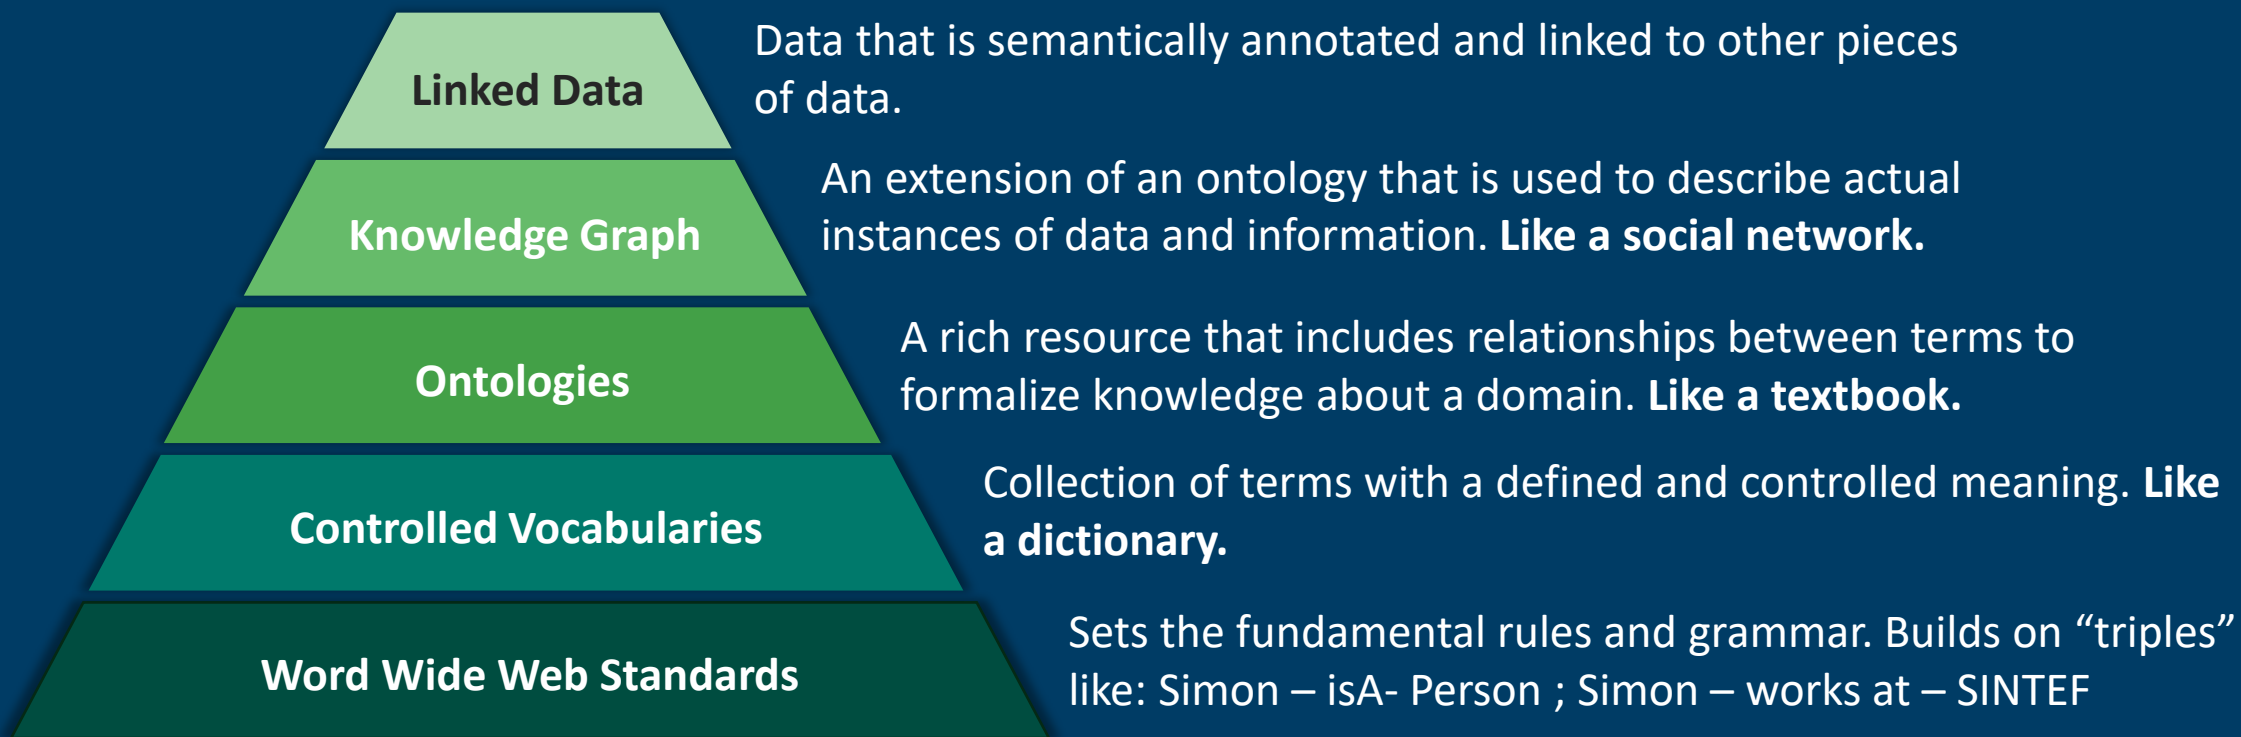 Linked Data
Data that is semantically annotated and linked to other pieces
of data.
Knowledge Graph
An extension of an ontology that is used to describe actual
instances of data and information. Like a social network.
Ontologies
A rich resource that includes relationships between terms to
formalize knowledge about a domain. Like a textbook.
Controlled Vocabularies
Collection of terms with a defined and controlled meaning. Like
a dictionary.
Word Wide Web Standards
Sets the fundamental rules and grammar. Builds on “triples”
like: Simon – isA- Person ; Simon – works at – SINTEF